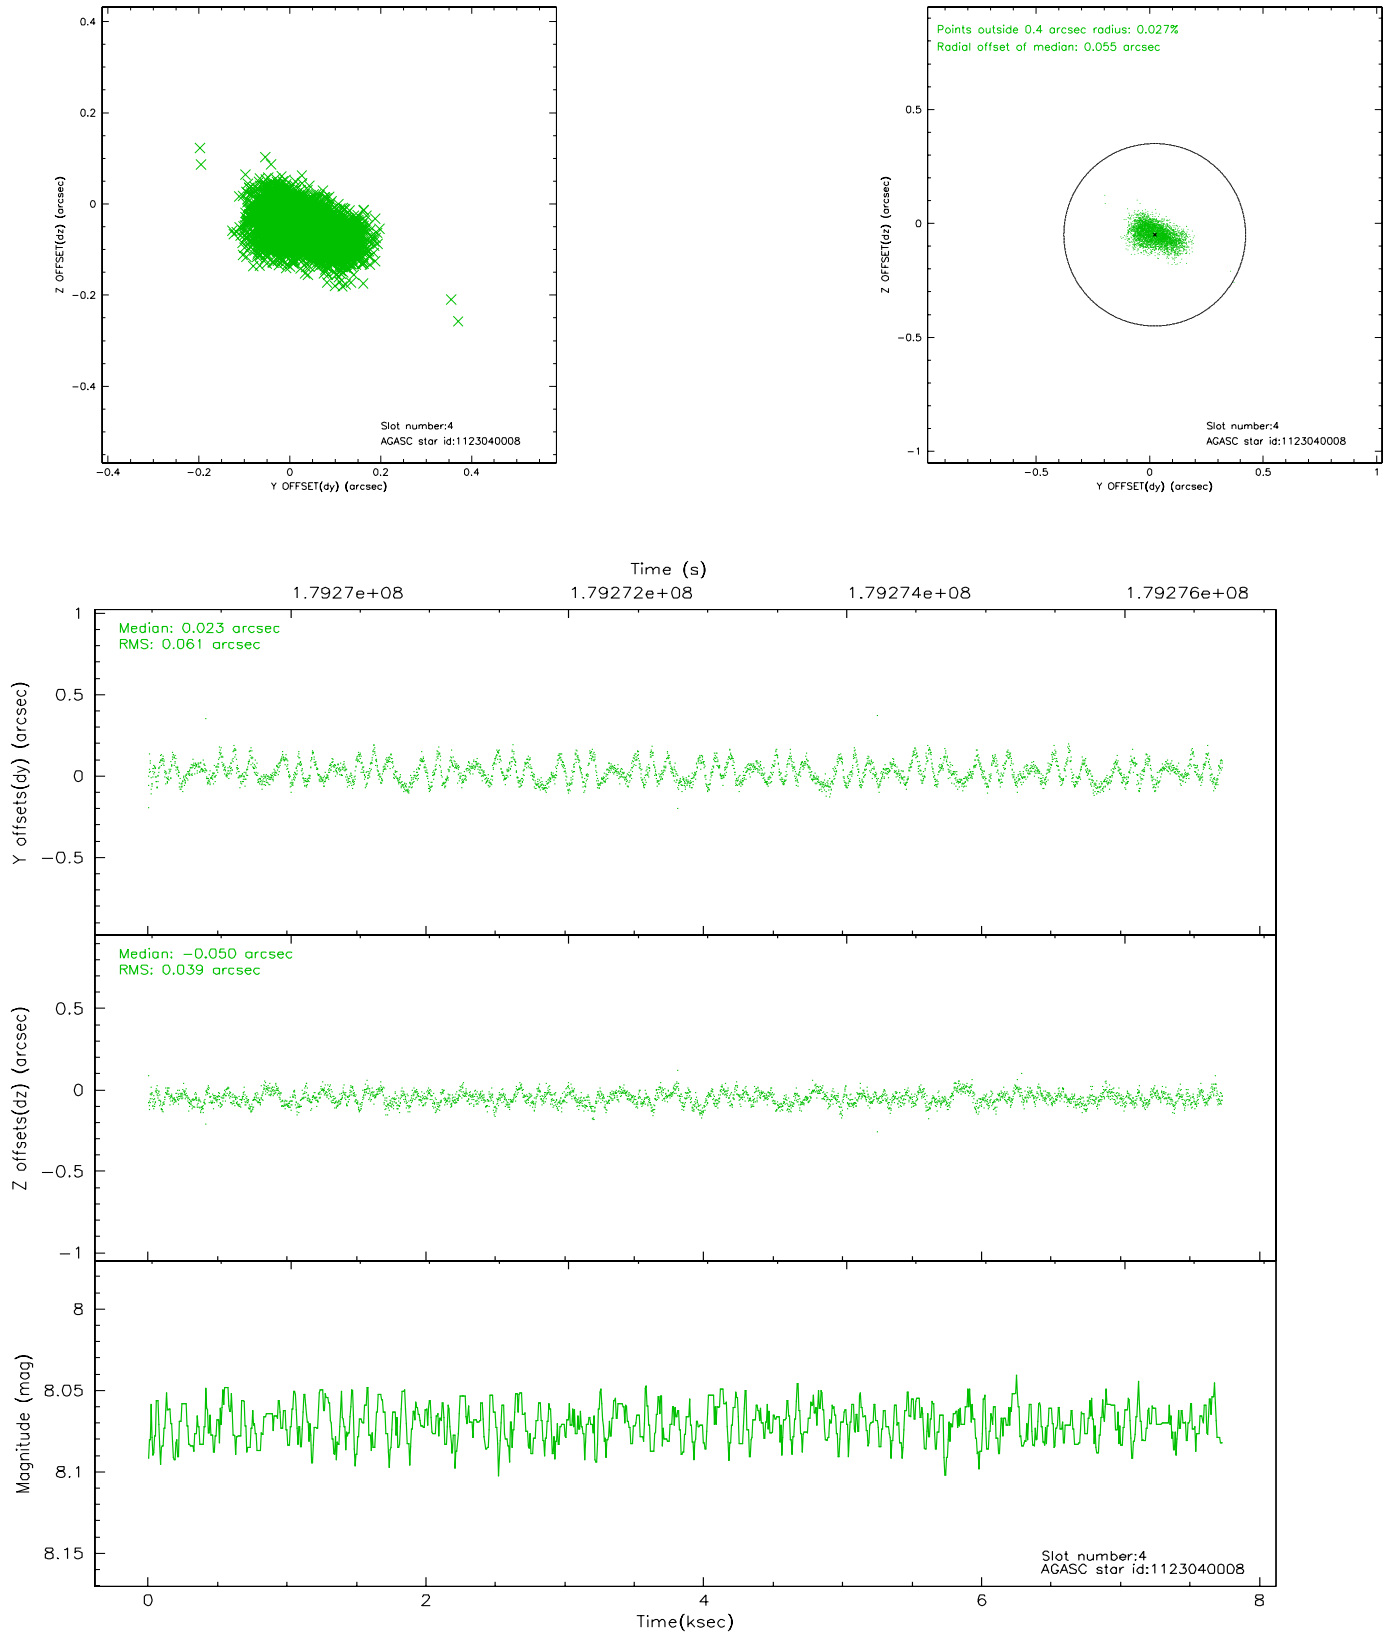 0.4
0.2
0
−0.2
−0.4
Z OFFSET(dz) (arcsec)
Slot number:4
AGASC star id:1123040008
−0.4 −0.2 0 0.2 0.4
Y OFFSET(dy) (arcsec)
Points outside 0.4 arcsec radius: 0.027%
Radial offset of median: 0.055 arcsec
0.5
0
−0.5
−1
Z OFFSET(dz) (arcsec)
Slot number:4
AGASC star id:1123040008
−0.5 0 0.5 1
Y OFFSET(dy) (arcsec)
Time (s)
1.7927e+08 1.79272e+08 1.79274e+08 1.79276e+08
Median: 0.023 arcsec
RMS: 0.061 arcsec
1
0.5
0
−0.5
Y offsets(dy) (arcsec)
Median: −0.050 arcsec
RMS: 0.039 arcsec
0.5
0
−0.5
−1
Z offsets(dz) (arcsec)
8
8.05
8.1
8.15
Magnitude (mag)
Slot number:4
AGASC star id:1123040008
0 2 4 6 8
Time(ksec)